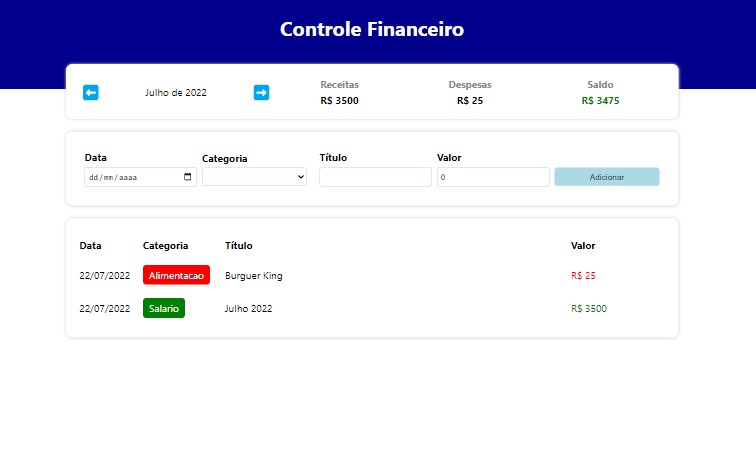 Controle Financeiro
Julho de 2022
Receitas Despesas Saldo
R$ 3500 R$ 25 R$ 3475
Data Categoria Título Valor
dd/mm/aaaa 0 Adicionar
Data Categoria Título Valor
22/07/2022 Alimentacao Burguer King R$ 25
22/07/2022 Salario Julho 2022 R$ 3500